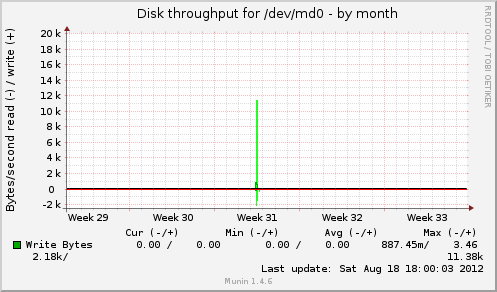 Disk throughput for /dev/md0 - by month
RRDTOOL / TOBI OETIKER
Bytes/second read (-) / write (+)
20 k
18 k
16 k
14 k
12 k
10 k
8 k
6 k
4 k
2 k
0
-2 k
Week 29 Week 30 Week 31 Week 32 Week 33
Cur (-/+) Min (-/+) Avg (-/+) Max (-/+)
Write Bytes 0.00 / 0.00 0.00 / 0.00 887.45m/ 3.46
2.18k/ 11.38k
Last update: Sat Aug 18 18:00:03 2012
Munin 1.4.6